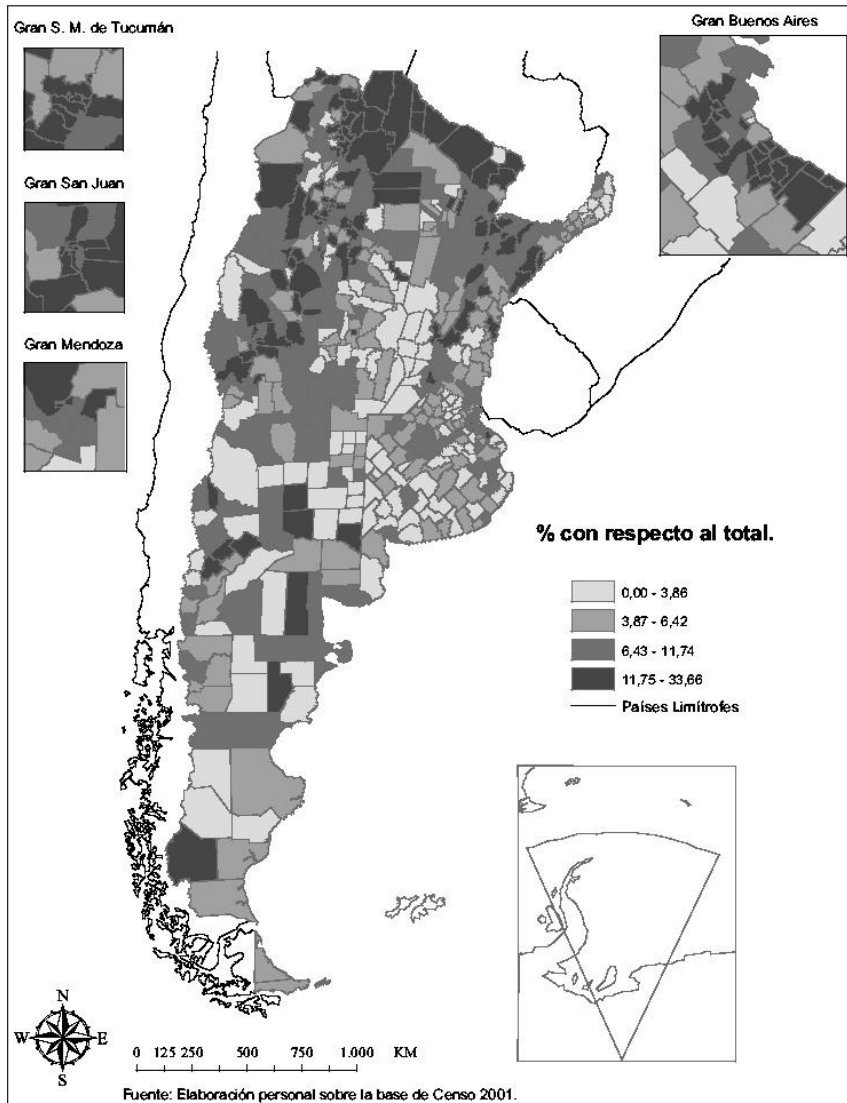 Gran S. M. de Tucumán
Gran Buenos Aires
Gran San Juan
Gran Mendoza
% con respecto al total.
0,00 - 3,86
3,87 - 6,42
6,43 - 11,74
11,75 - 33,66
Países Limítrofes
N
W
E
S
0 125 250 500 750 1.000 KM
Fuente: Elaboración personal sobre la base de Censo 2001.